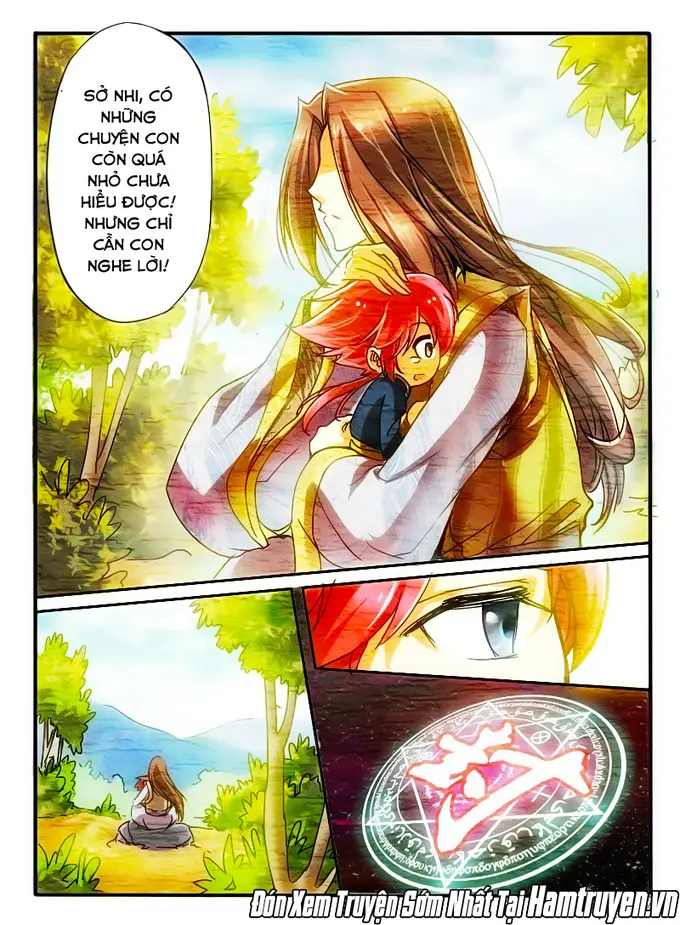 SỞ NHI, CÓ
NHỮNG
CHUYỆN CON
CÒN QUÁ
NHỎ CHƯA
HIỂU ĐƯỢC!
NHƯNG CHỈ
CẦN CON
NGHE LỜI!
Đón Xem Truyện Sớm Nhất Tại Hamtruyen.vn